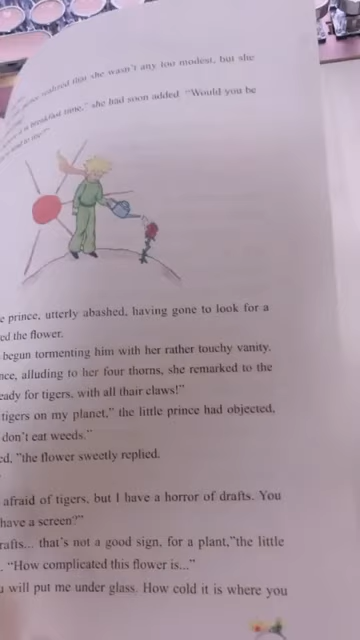 realized that she wasn't any too modest, but she
breakfast time," she had soon added. "Would you be
prince, utterly abashed, having gone to look for a
ed the flower.
begun tormenting him with her rather touchy vanity.
nce, alluding to her four thorns, she remarked to the
eady for tigers, with all thair claws!"
tigers on my planet," the little prince had objected,
don't eat weeds."
ed, "the flower sweetly replied.
afraid of tigers, but I have a horror of drafts. You
have a screen?"
rafts... that's not a good sign, for a plant,"the little
. "How complicated this flower is..."
u will put me under glass. How cold it is where you